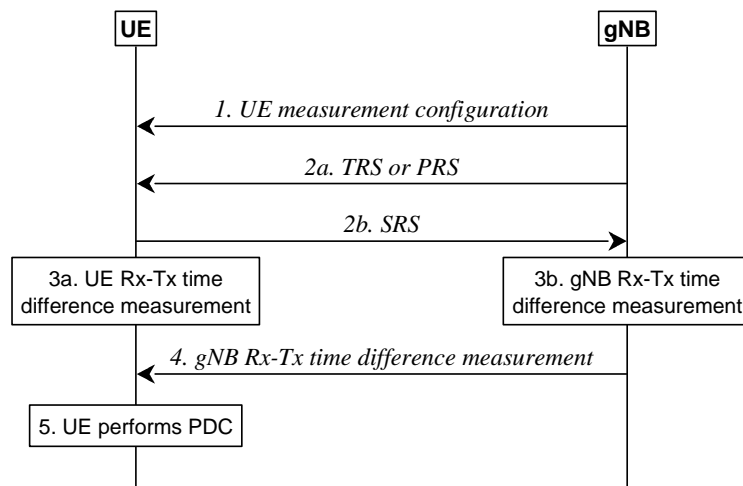 UE
gNB
1. UE measurement configuration
2a. TRS or PRS
2b. SRS
3a. UE Rx-Tx time
difference measurement
3b. gNB Rx-Tx time
difference measurement
4. gNB Rx-Tx time difference measurement
5. UE performs PDC